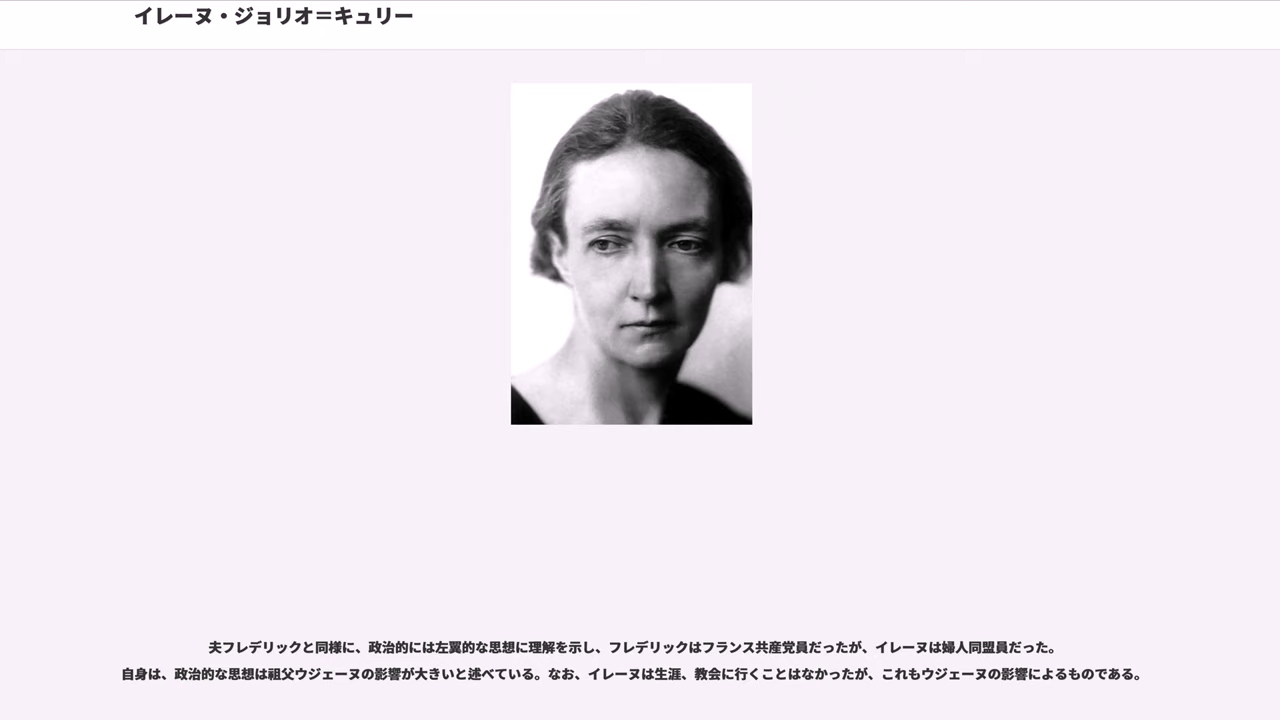 イレーヌ・ジョリオ＝キュリー
夫フレデリックと同様に、政治的には左翼的な思想に理解を示し、フレデリックはフランス共産党員だったが、イレーヌは婦人同盟員だった。
自身は、政治的な思想は祖父ウジェーヌの影響が大きいと述べている。なお、イレーヌは生涯、教会に行くことはなかったが、これもウジェーヌの影響によるものである。